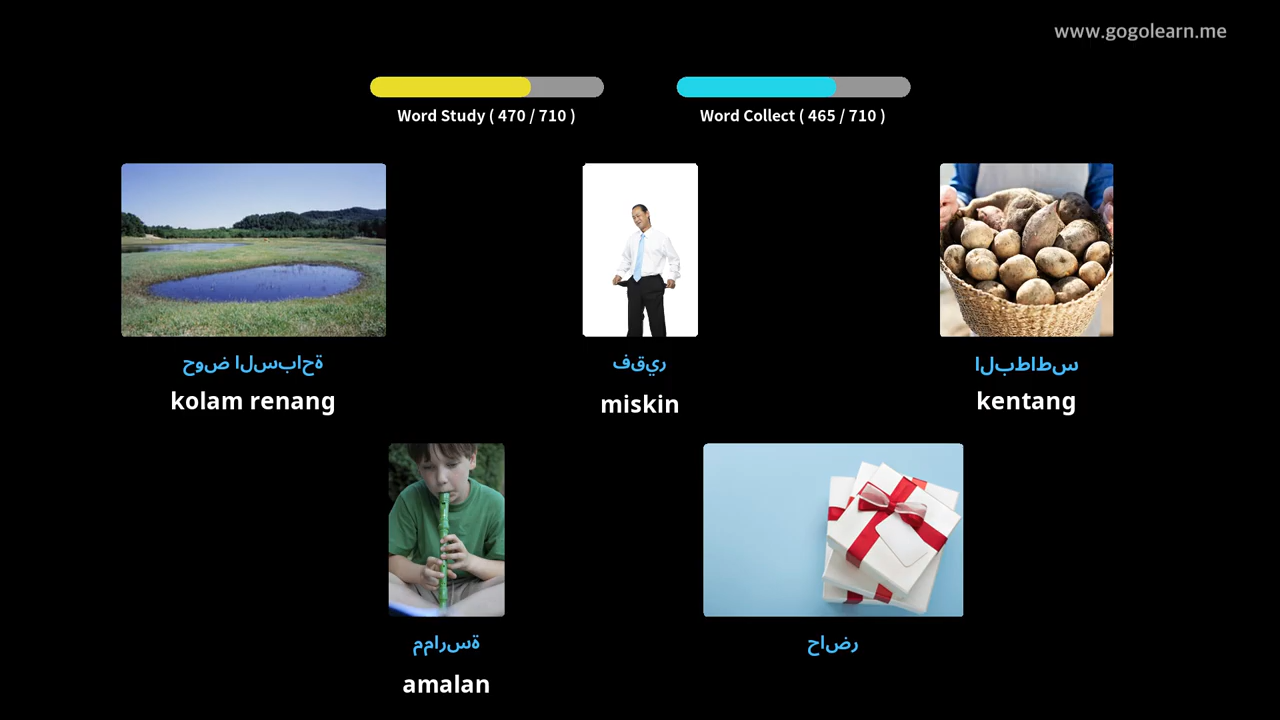 www.gogolearn.me
Word Study ( 470 / 710 )
Word Collect ( 465 / 710 )
حوض السباحة
فقير
البطاطس
kolam renang
miskin
kentang
ممارسة
حاضر
amalan